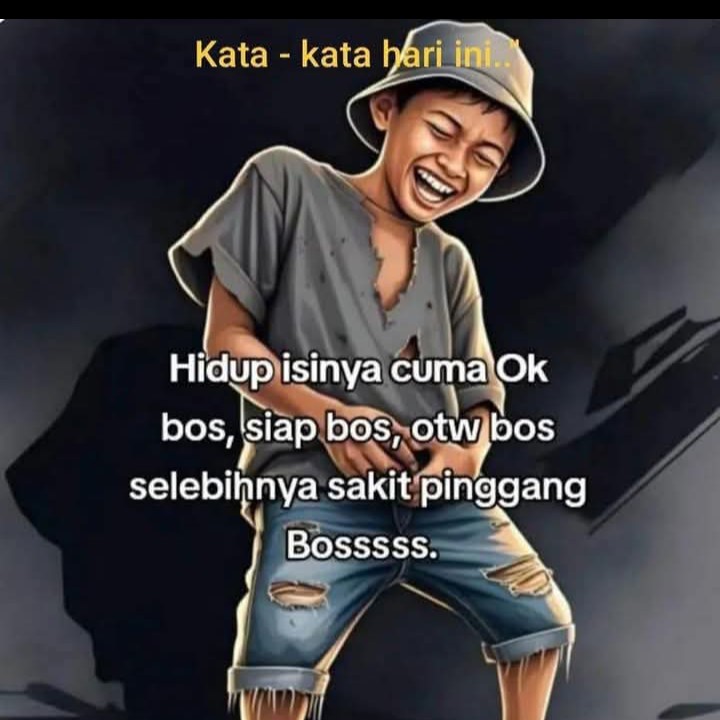 Kata - kata hari ini.."
Hidup isinya cuma Ok
bos, siap bos, otw bos
selebihnya sakit pinggang
Bosssss.